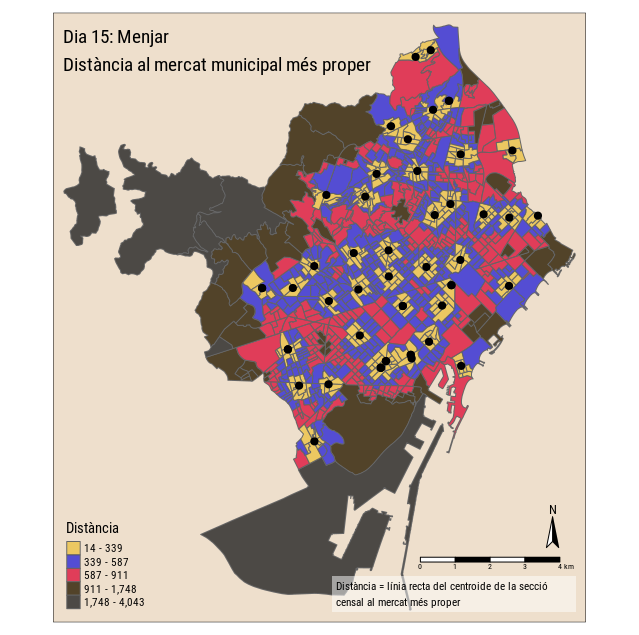 Dia 15: Menjar
Distància al mercat municipal més proper
Distància
14 - 339
339 - 587
587 - 911
911 - 1,748
1,748 - 4,043
N
0 1 2 3 4 km
Distància = línia recta del centroide de la secció
censal al mercat més proper